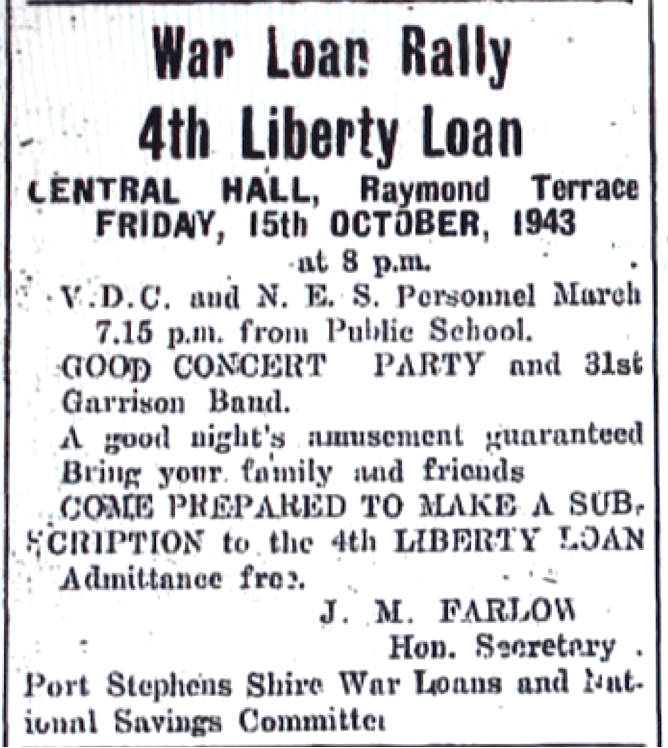 War Loan Rally
4th Liberty Loan
CENTRAL HALL, Raymond Terrace
FRIDAY, 15th OCTOBER, 1943
at 8 p.m.
V.D.C. and N. E. S. Personnel March
7.15 p.m. from Public School.
GOOD CONCERT PARTY and 31st
Garrison Band.
A good night's amusement guaranteed
Bring your family and friends
COME PREPARED TO MAKE A SUB-
SCRIPTION to the 4th LIBERTY LOAN
Admittance free.
J. M. FARLOW
Hon. Secretary .
Port Stephens Shire War Loans and Nat-
ional Savings Committee